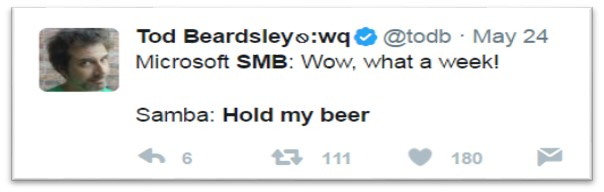 Tod Beardsley⍉:wq @todb · May 24
Microsoft SMB: Wow, what a week!
Samba: Hold my beer
6 111 180